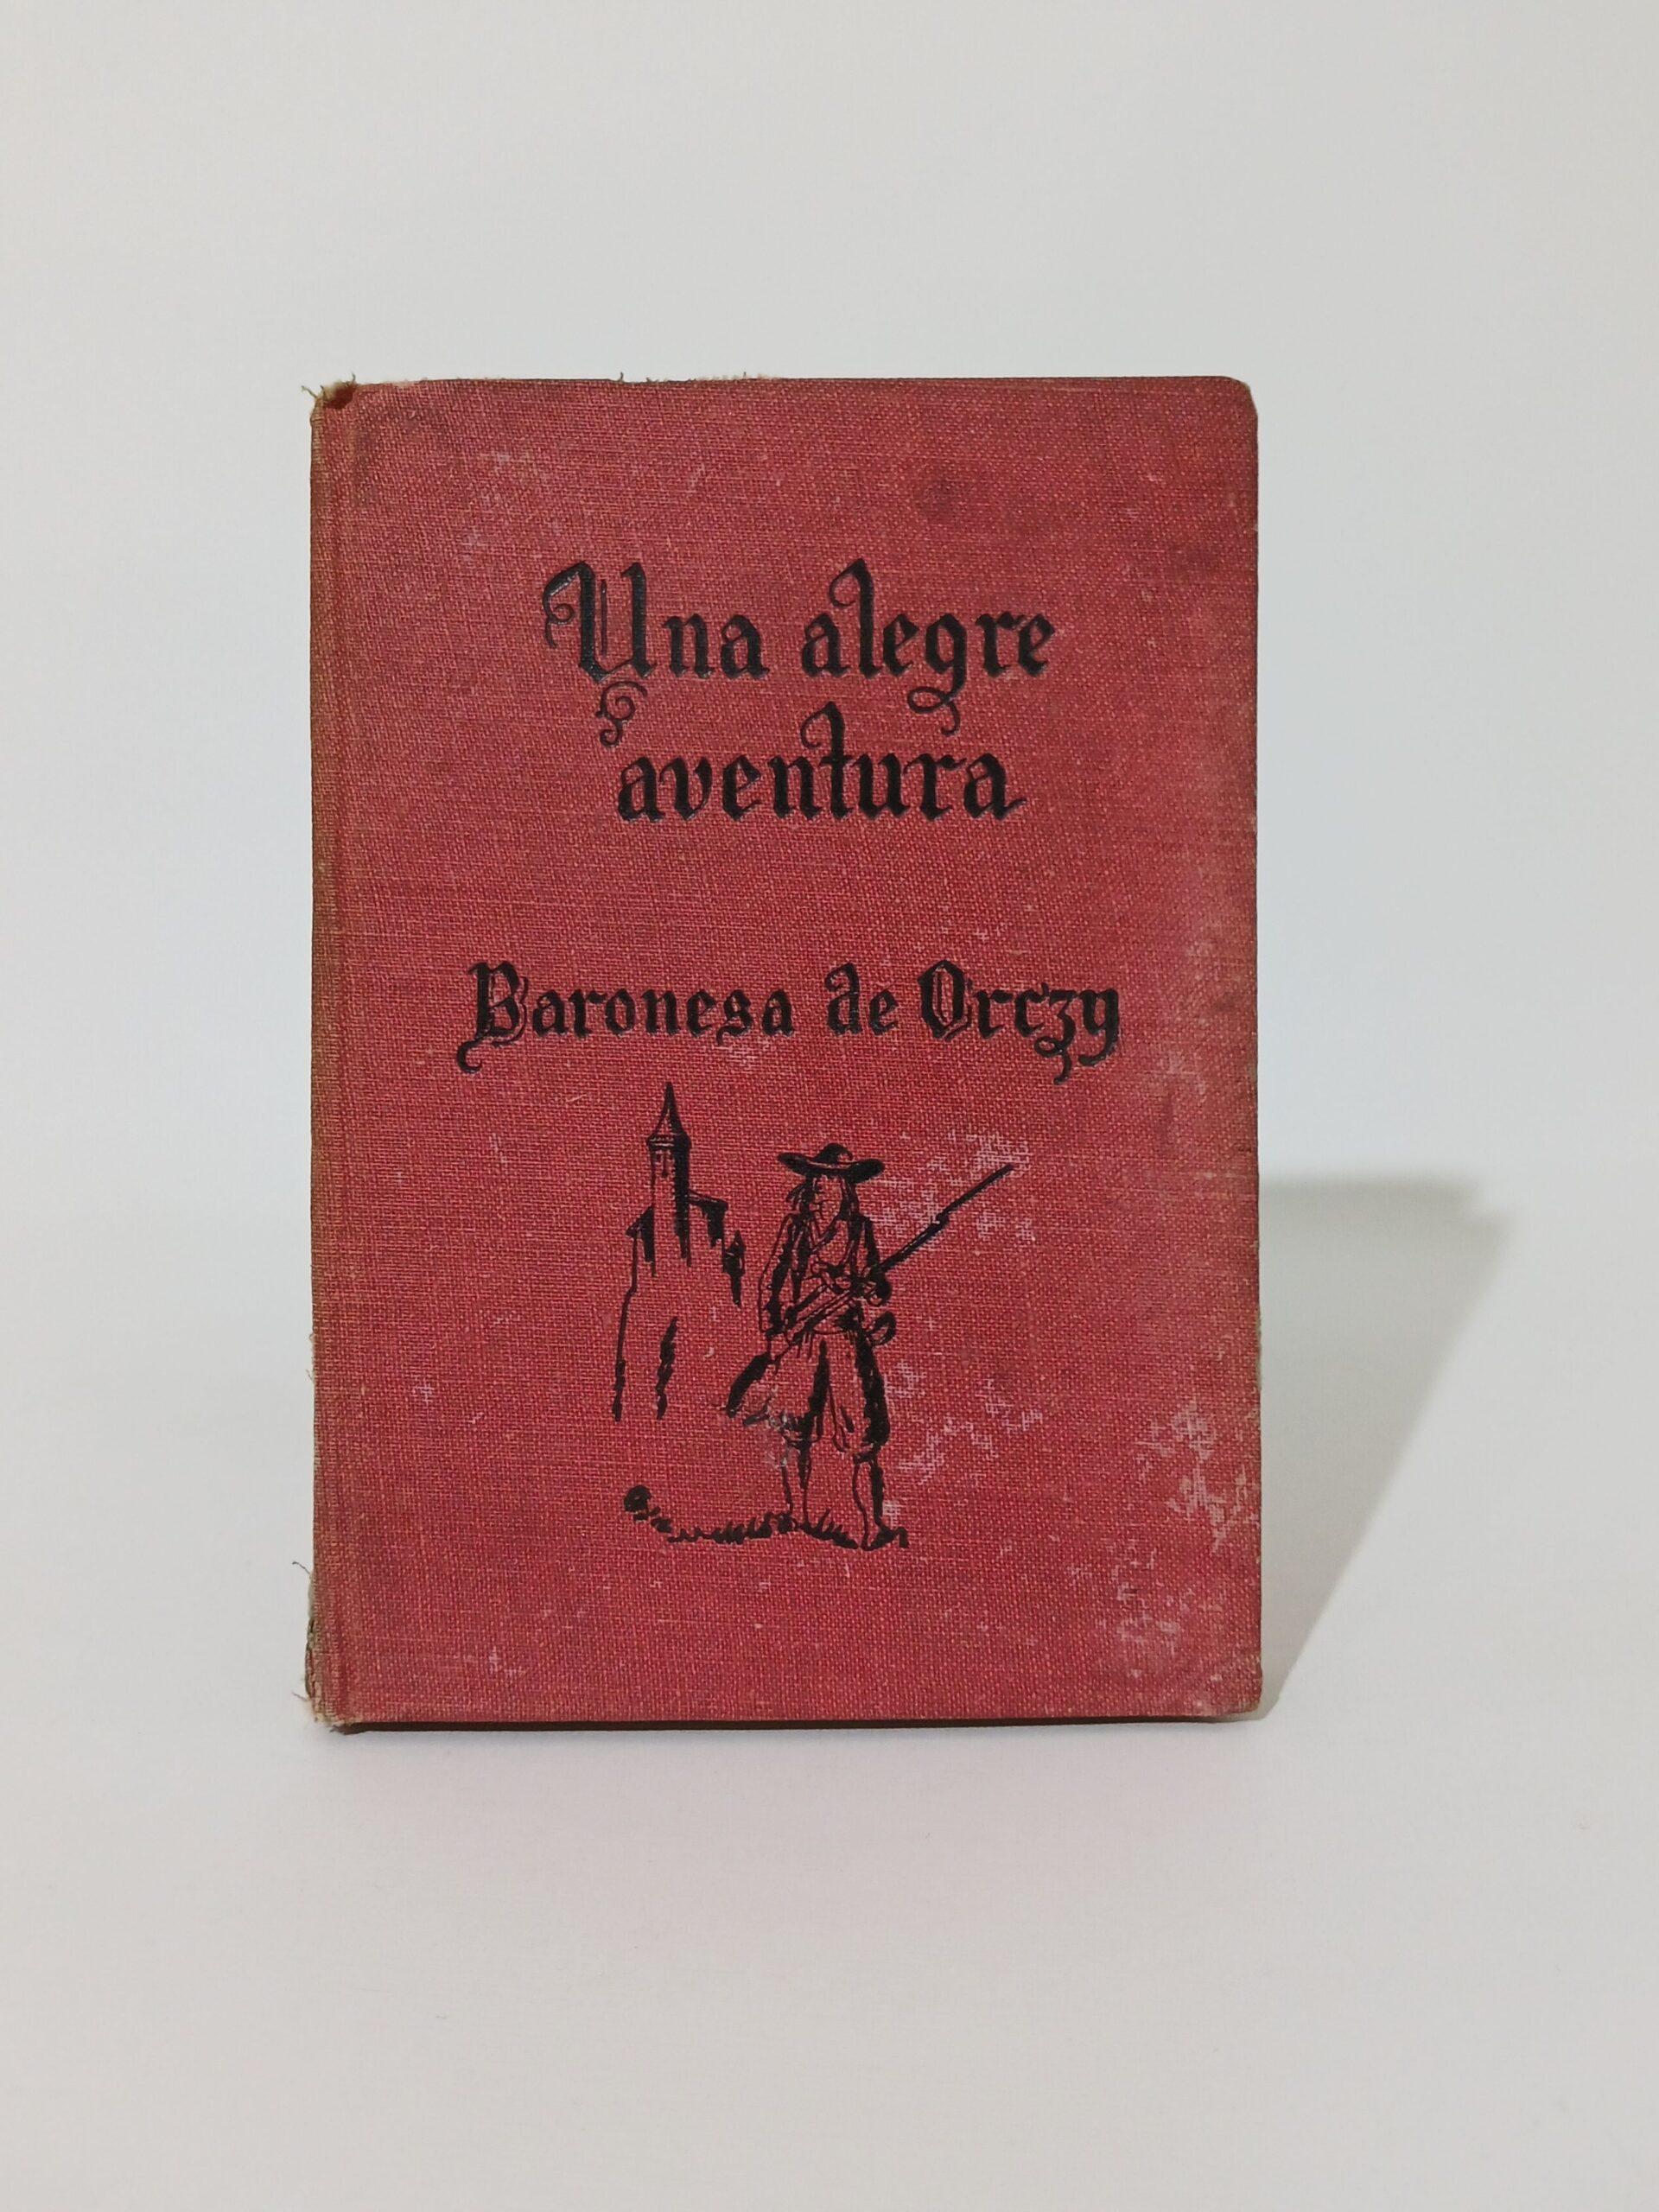 Una alegre
aventura
Baronesa de Orczy